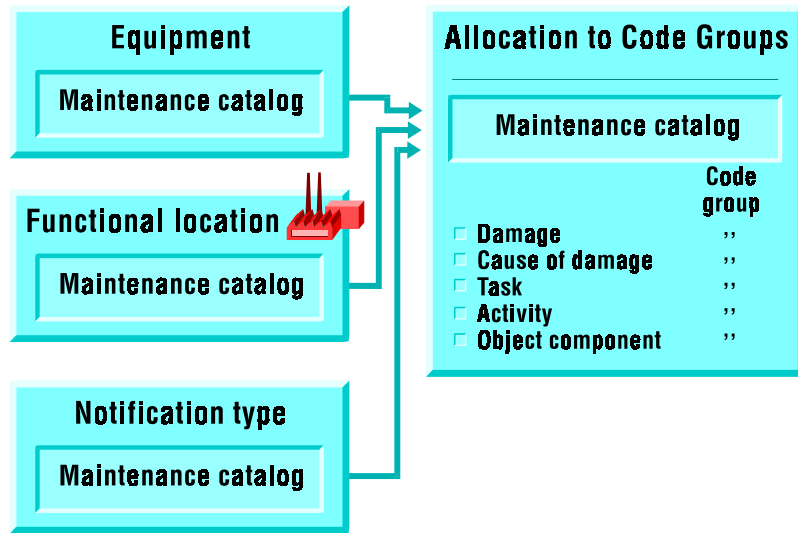 Equipment
Maintenance catalog
Functional location
Maintenance catalog
Notification type
Maintenance catalog
Allocation to Code Groups
Maintenance catalog
Code
group
Damage ,,
Cause of damage ,,
Task ,,
Activity ,,
Object component ,,